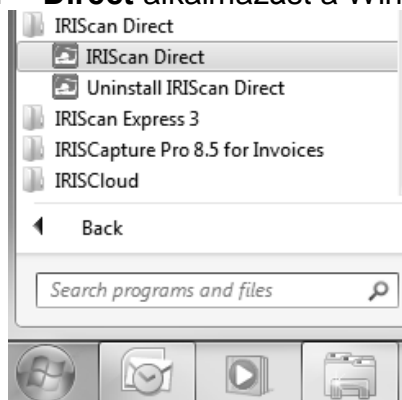 Direct alkalmazást a Win
IRIScan Direct
IRIScan Direct
Uninstall IRIScan Direct
IRIScan Express 3
IRISCapture Pro 8.5 for Invoices
IRISCloud
Back
Search programs and files